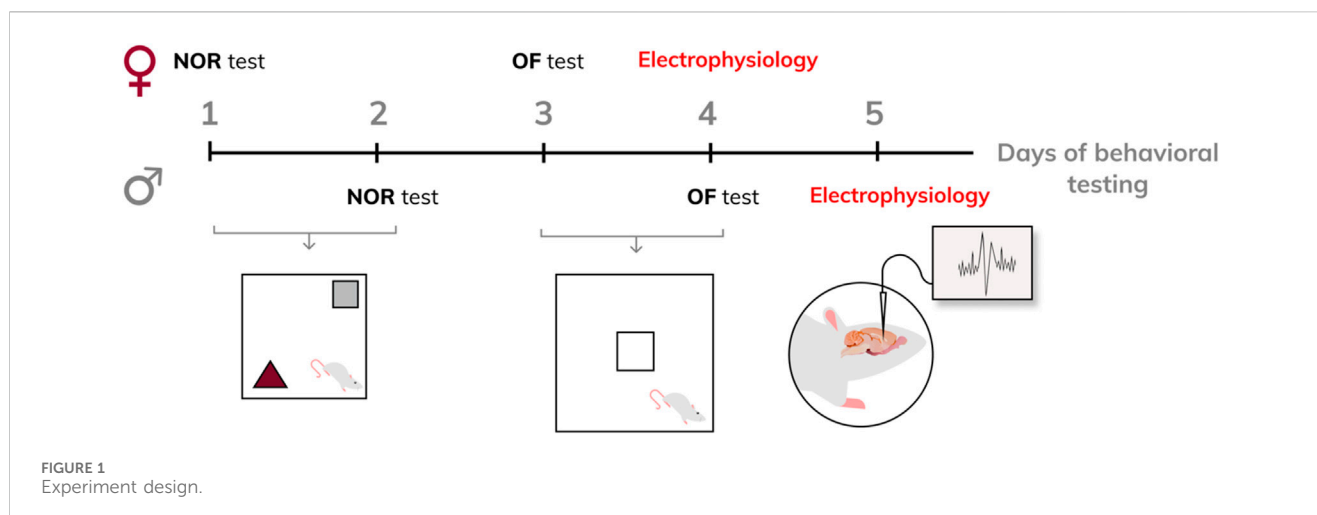 ♀ NOR test OF test Electrophysiology
1 2 3 4 5
Days of behavioral
testing
♂ NOR test OF test Electrophysiology
FIGURE 1
Experiment design.